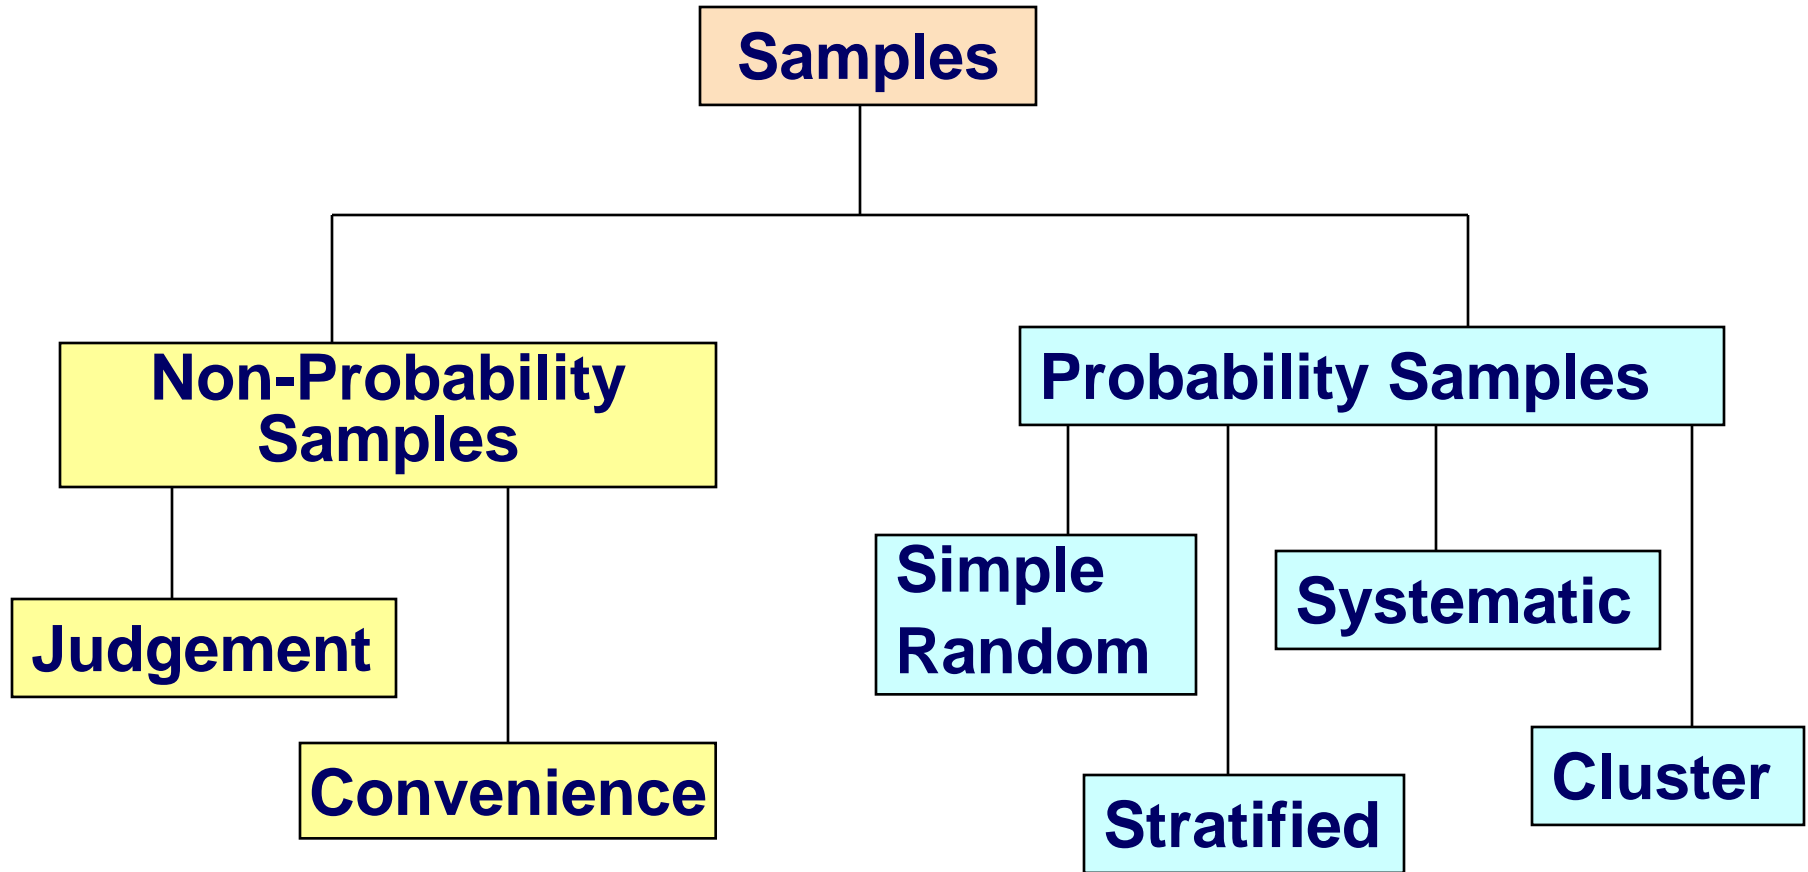 Samples
Non-Probability
Samples
Probability Samples
Judgement
Convenience
Simple
Random
Systematic
Stratified
Cluster